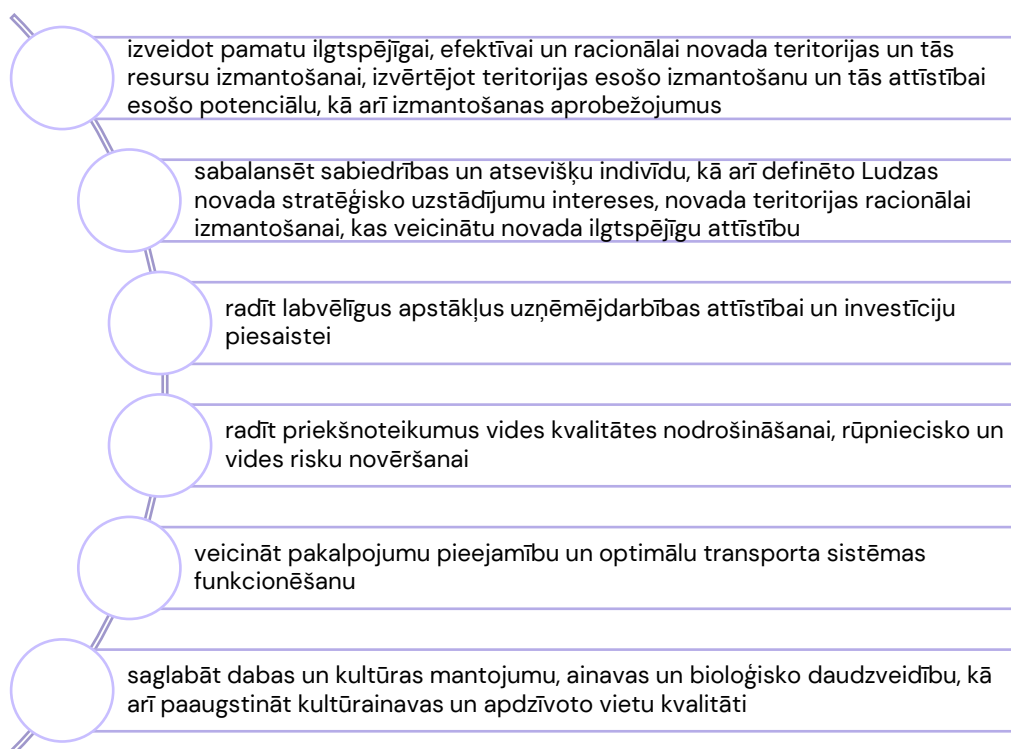 izveidot pamatu ilgtspējīgai, efektīvai un racionālai novada teritorijas un tās
resursu izmantošanai, izvērtējot teritorijas esošo izmantošanu un tās attīstībai
esošo potenciālu, kā arī izmantošanas aprobežojumus
sabalansēt sabiedrības un atsevišķu indivīdu, kā arī definēto Ludzas
novada stratēģisko uzstādījumu intereses, novada teritorijas racionālai
izmantošanai, kas veicinātu novada ilgtspējīgu attīstību
radīt labvēlīgus apstākļus uzņēmējdarbības attīstībai un investīciju
piesaistei
radīt priekšnoteikumus vides kvalitātes nodrošināšanai, rūpniecisko un
vides risku novēršanai
veicināt pakalpojumu pieejamību un optimālu transporta sistēmas
funkcionēšanu
saglabāt dabas un kultūras mantojumu, ainavas un bioloģisko daudzveidību, kā
arī paaugstināt kultūrainavas un apdzīvoto vietu kvalitāti